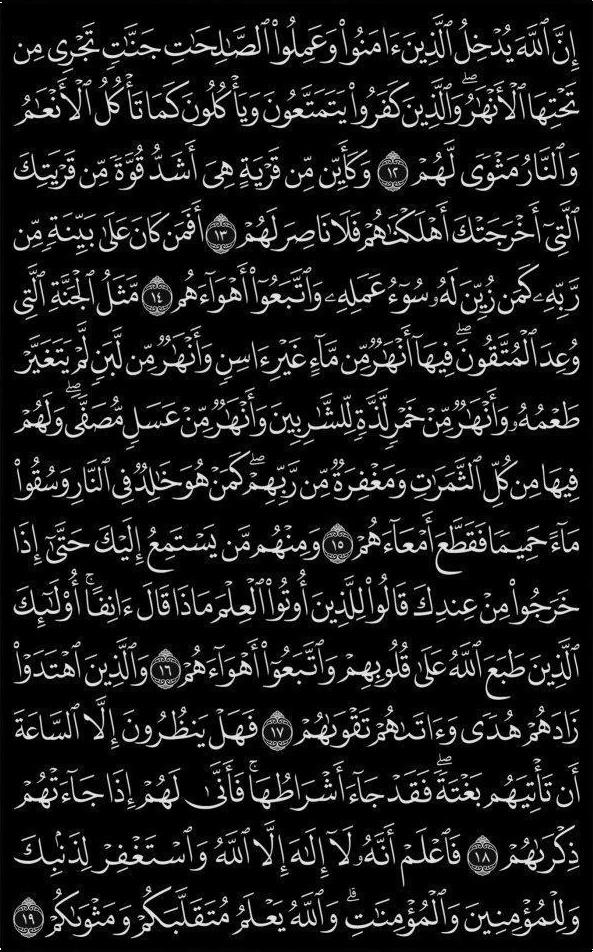 إِنَّ ٱللَّهَ يُدْخِلُ ٱلَّذِينَ ءَامَنُوا۟ وَعَمِلُوا۟ ٱلصَّـٰلِحَـٰتِ جَنَّـٰتٍ تَجْرِى مِن
تَحْتِهَا ٱلْأَنْهَـٰرُ ۖ وَٱلَّذِينَ كَفَرُوا۟ يَتَمَتَّعُونَ وَيَأْكُلُونَ كَمَا تَأْكُلُ ٱلْأَنْعَـٰمُ
وَٱلنَّارُ مَثْوًى لَّهُمْ ١٢ وَكَأَيِّن مِّن قَرْيَةٍ هِىَ أَشَدُّ قُوَّةً مِّن قَرْيَتِكَ
ٱلَّتِىٓ أَخْرَجَتْكَ أَهْلَكْنَـٰهُمْ فَلَا نَاصِرَ لَهُمْ ١٣ أَفَمَن كَانَ عَلَىٰ بَيِّنَةٍ مِّن
رَّبِّهِۦ كَمَن زُيِّنَ لَهُۥ سُوٓءُ عَمَلِهِۦ وَٱتَّبَعُوٓا۟ أَهْوَآءَهُم ١٤ مَّثَلُ ٱلْجَنَّةِ ٱلَّتِى
وُعِدَ ٱلْمُتَّقُونَ ۖ فِيهَآ أَنْهَـٰرٌ مِّن مَّآءٍ غَيْرِ ءَاسِنٍ وَأَنْهَـٰرٌ مِّن لَّبَنٍ لَّمْ يَتَغَيَّرْ
طَعْمُهُۥ وَأَنْهَـٰرٌ مِّنْ خَمْرٍ لَّذَّةٍ لِّلشَّـٰرِبِينَ وَأَنْهَـٰرٌ مِّنْ عَسَلٍ مُّصَفًّى ۖ وَلَهُمْ
فِيهَا مِن كُلِّ ٱلثَّمَرَٰتِ وَمَغْفِرَةٌ مِّن رَّبِّهِمْ ۖ كَمَنْ هُوَ خَـٰلِدٌ فِى ٱلنَّارِ وَسُقُوا۟
مَآءً حَمِيمًا فَقَطَّعَ أَمْعَآءَهُمْ ١٥ وَمِنْهُم مَّن يَسْتَمِعُ إِلَيْكَ حَتَّىٰٓ إِذَا
خَرَجُوا۟ مِنْ عِندِكَ قَالُوا۟ لِلَّذِينَ أُوتُوا۟ ٱلْعِلْمَ مَاذَا قَالَ ءَانِفًا ۚ أُو۟لَـٰٓئِكَ
ٱلَّذِينَ طَبَعَ ٱللَّهُ عَلَىٰ قُلُوبِهِمْ وَٱتَّبَعُوٓا۟ أَهْوَآءَهُمْ ١٦ وَٱلَّذِينَ ٱهْتَدَوْا۟
زَادَهُمْ هُدًى وَءَاتَىٰهُمْ تَقْوَىٰهُمْ ١٧ فَهَلْ يَنظُرُونَ إِلَّا ٱلسَّاعَةَ
أَن تَأْتِيَهُم بَغْتَةً ۖ فَقَدْ جَآءَ أَشْرَاطُهَا ۚ فَأَنَّىٰ لَهُمْ إِذَا جَآءَتْهُمْ
ذِكْرَىٰهُمْ ١٨ فَٱعْلَمْ أَنَّهُۥ لَآ إِلَـٰهَ إِلَّا ٱللَّهُ وَٱسْتَغْفِرْ لِذَنۢبِكَ
وَلِلْمُؤْمِنِينَ وَٱلْمُؤْمِنَـٰتِ ۗ وَٱللَّهُ يَعْلَمُ مُتَقَلَّبَكُمْ وَمَثْوَىٰكُمْ ١٩